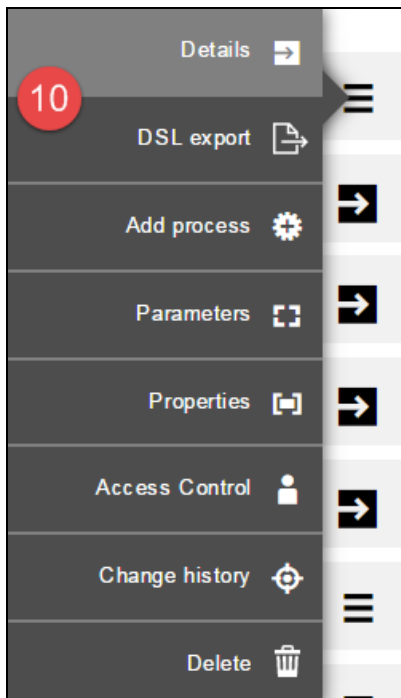 Details
10
DSL export
Add process
Parameters
Properties
Access Control
Change history
Delete